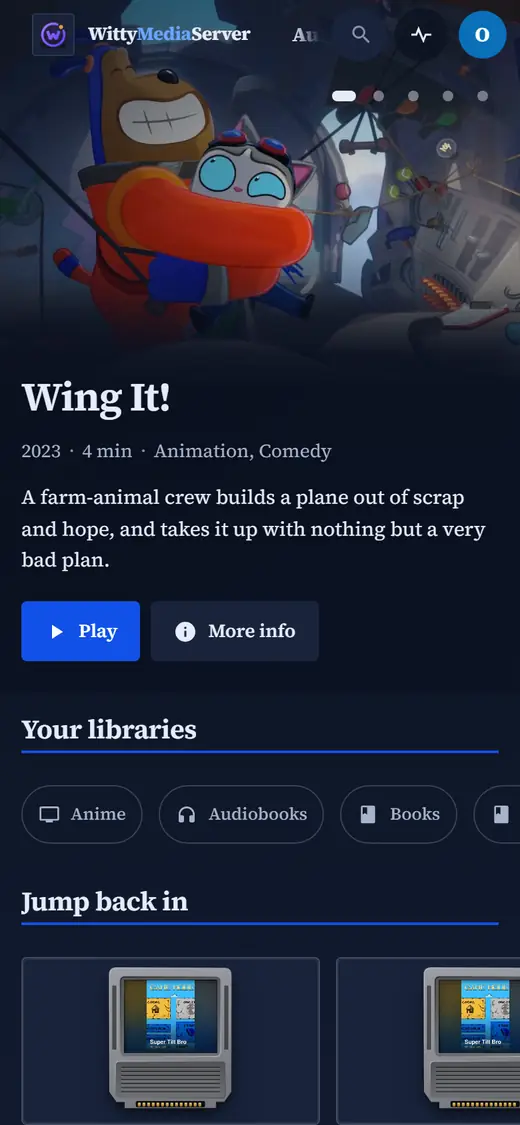 WittyMediaServer
Au
O
Wing It!
2023 · 4 min · Animation, Comedy
A farm-animal crew builds a plane out of scrap
and hope, and takes it up with nothing but a very
bad plan.
Play
More info
Your libraries
Anime
Audiobooks
Books
Jump back in
Super Tilt Bro
Super Tilt Bro